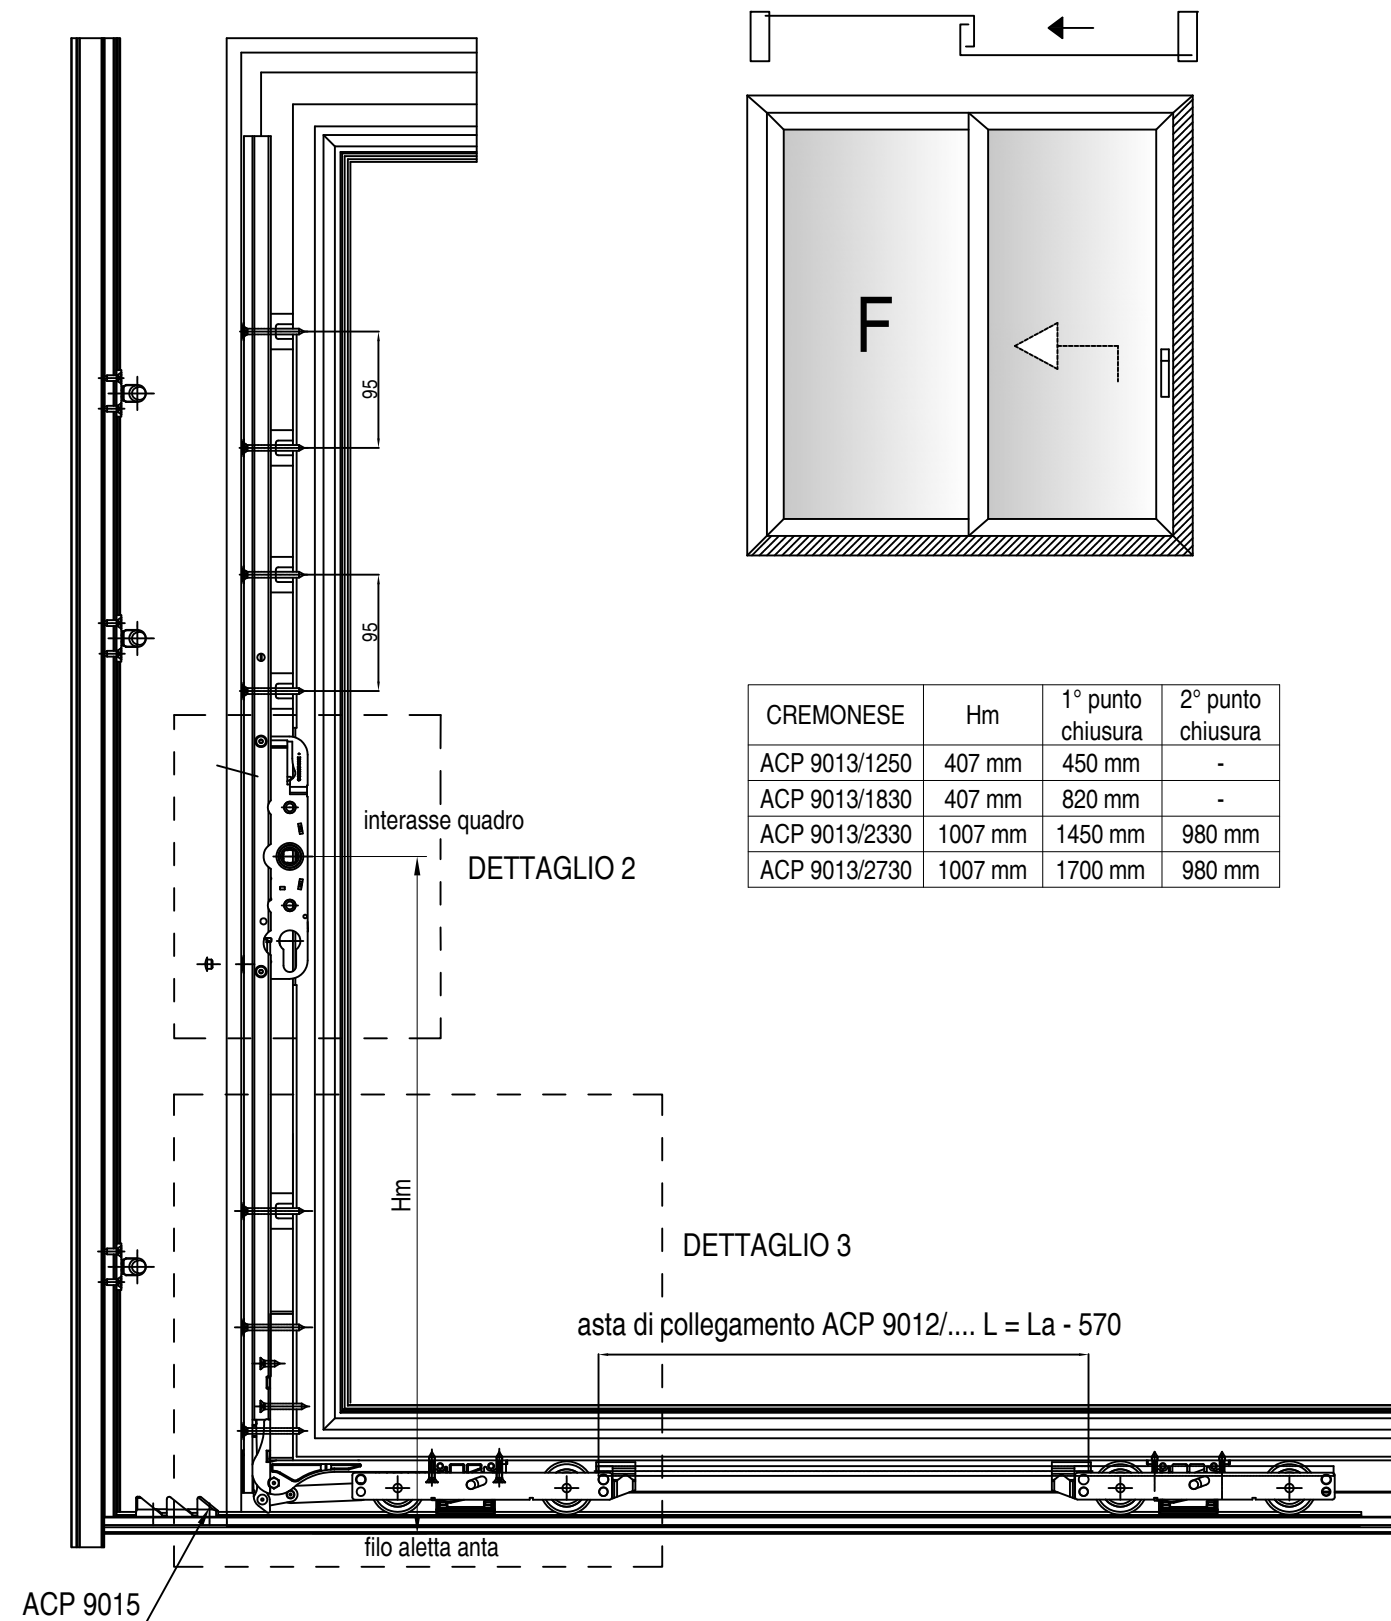 F
95
95
CREMONESE Hm 1° punto chiusura 2° punto chiusura
ACP 9013/1250 407 mm 450 mm -
ACP 9013/1830 407 mm 820 mm -
ACP 9013/2330 1007 mm 1450 mm 980 mm
ACP 9013/2730 1007 mm 1700 mm 980 mm
interasse quadro
DETTAGLIO 2
Hm
DETTAGLIO 3
asta di collegamento ACP 9012/.... L = La - 570
filo aletta anta
ACP 9015